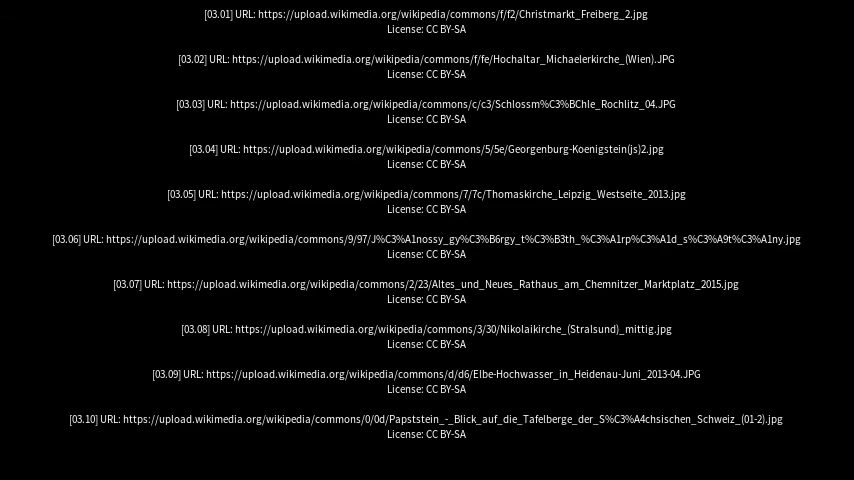 [03.01] URL: https://upload.wikimedia.org/wikipedia/commons/f/f2/Christmarkt_Freiberg_2.jpg
License: CC BY-SA
[03.02] URL: https://upload.wikimedia.org/wikipedia/commons/f/fe/Hochaltar_Michaelerkirche_(Wien).JPG
License: CC BY-SA
[03.03] URL: https://upload.wikimedia.org/wikipedia/commons/c/c3/Schlossm%C3%BChle_Rochlitz_04.JPG
License: CC BY-SA
[03.04] URL: https://upload.wikimedia.org/wikipedia/commons/5/5e/Georgenburg-Koenigstein(js)2.jpg
License: CC BY-SA
[03.05] URL: https://upload.wikimedia.org/wikipedia/commons/7/7c/Thomaskirche_Leipzig_Westseite_2013.jpg
License: CC BY-SA
[03.06] URL: https://upload.wikimedia.org/wikipedia/commons/9/97/J%C3%A1nossy_gy%C3%B6rgy_t%C3%B3th_%C3%A1rp%C3%A1d_s%C3%A9t%C3%A1ny.jpg
License: CC BY-SA
[03.07] URL: https://upload.wikimedia.org/wikipedia/commons/2/23/Altes_und_Neues_Rathaus_am_Chemnitzer_Marktplatz_2015.jpg
License: CC BY-SA
[03.08] URL: https://upload.wikimedia.org/wikipedia/commons/3/30/Nikolaikirche_(Stralsund)_mittig.jpg
License: CC BY-SA
[03.09] URL: https://upload.wikimedia.org/wikipedia/commons/d/d6/Elbe-Hochwasser_in_Heidenau-Juni_2013-04.JPG
License: CC BY-SA
[03.10] URL: https://upload.wikimedia.org/wikipedia/commons/0/0d/Papststein_-_Blick_auf_die_Tafelberge_der_S%C3%A4chsischen_Schweiz_(01-2).jpg
License: CC BY-SA